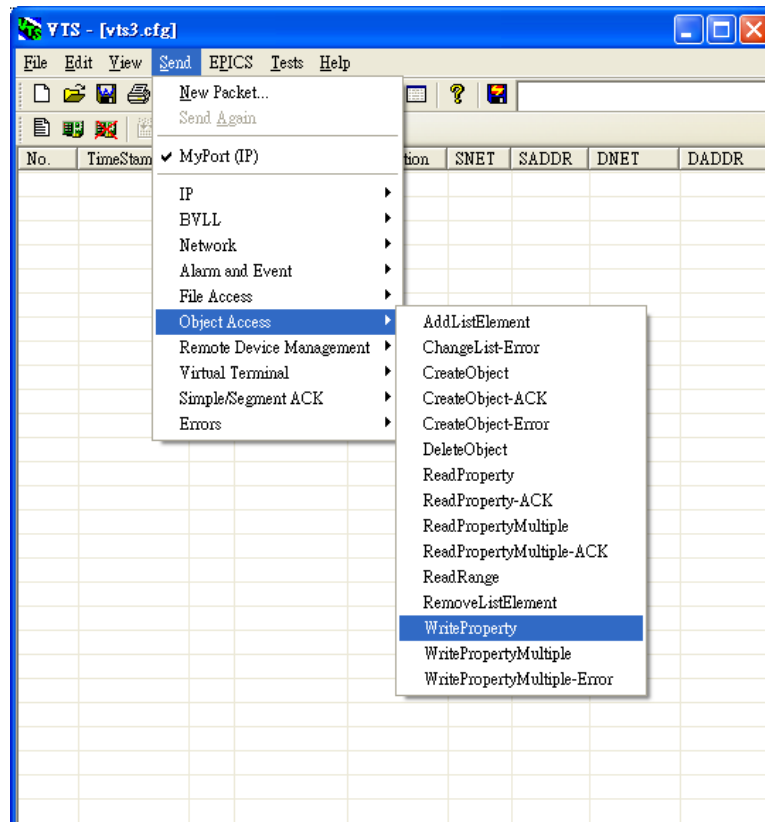 VTS - [vts3.cfg]
File Edit View Send EPICS Tests Help
New Packet...
Send Again
No. TimeStam tion SNET SADDR DNET DADDR
MyPort (IP)
IP
BVLL
Network
Alarm and Event
File Access
Object Access
Remote Device Management
Virtual Terminal
Simple/Segment ACK
Errors
AddListElement
ChangeList-Error
CreateObject
CreateObject-ACK
CreateObject-Error
DeleteObject
ReadProperty
ReadProperty-ACK
ReadPropertyMultiple
ReadPropertyMultiple-ACK
ReadRange
RemoveListElement
WriteProperty
WritePropertyMultiple
WritePropertyMultiple-Error